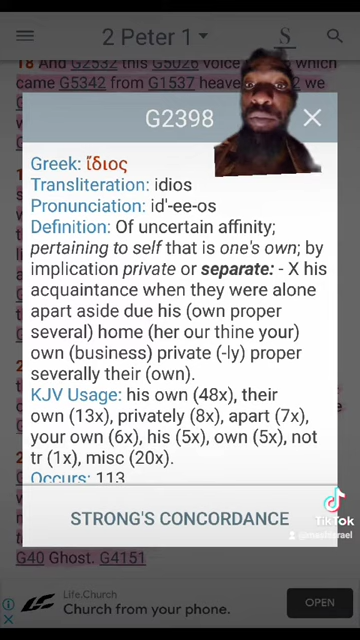 2 Peter 1
S
18 And G2532 this G5026 voice
which
came G5342 from G1537 heave
we
G2398
Greek: ἴδιος
Transliteration: idios
Pronunciation: id'-ee-os
Definition: Of uncertain affinity;
pertaining to self that is one's own; by
implication private or separate: - X his
acquaintance when they were alone
apart aside due his (own proper
several) home (her our thine your)
own (business) private (-ly) proper
severally their (own).
KJV Usage: his own (48x), their
own (13x), privately (8x), apart (7x),
your own (6x), his (5x), own (5x), not
tr (1x), misc (20x).
Occurs: 113
STRONG'S CONCORDANCE
TikTok
G40 Ghost. G4151
Life.Church
Church from your phone.
OPEN